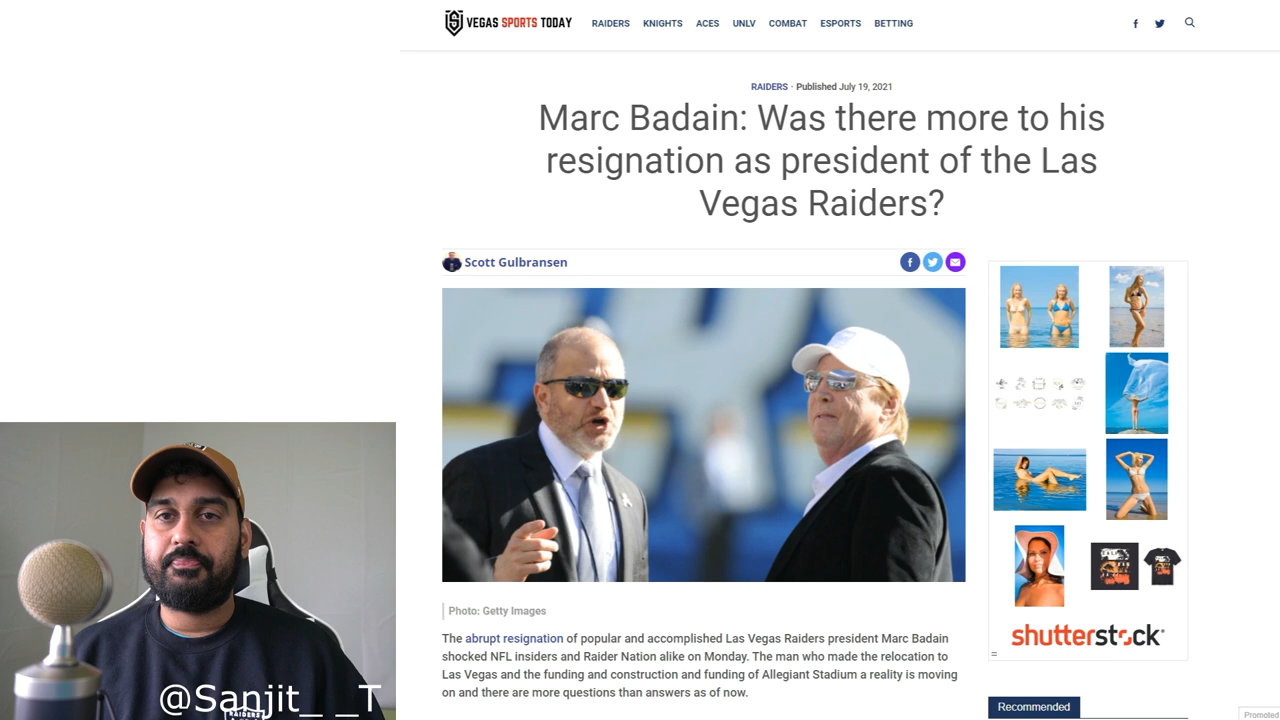 VEGAS SPORTS TODAY
RAIDERS KNIGHTS ACES UNLV COMBAT ESPORTS BETTING
RAIDERS · Published July 19, 2021
Marc Badain: Was there more to his
resignation as president of the Las
Vegas Raiders?
Scott Gulbransen
Photo: Getty Images
The abrupt resignation of popular and accomplished Las Vegas Raiders president Marc Badain
shocked NFL insiders and Raider Nation alike on Monday. The man who made the relocation to
Las Vegas and the funding and construction and funding of Allegiant Stadium a reality is moving
on and there are more questions than answers as of now.
shutterstock
Recommended
Promoted
@Sanjit_ _T
RAIDERS